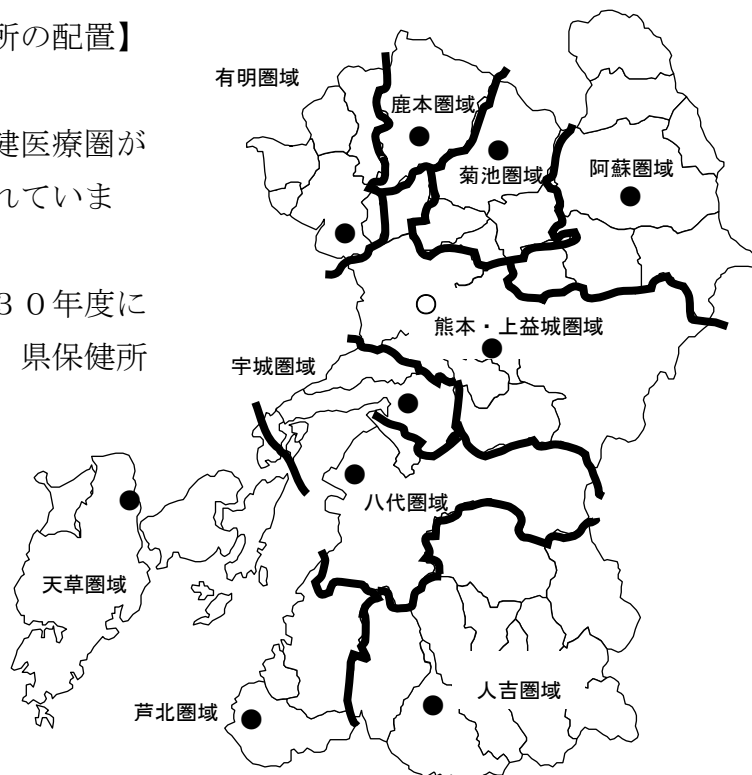 所の配置】
有明圏域
鹿本圏域
建医療圏が
菊池圏域
阿蘇圏域
れていま
３０年度に
熊本・上益城圏域
県保健所
宇城圏域
八代圏域
天草圏域
人吉圏域
芦北圏域